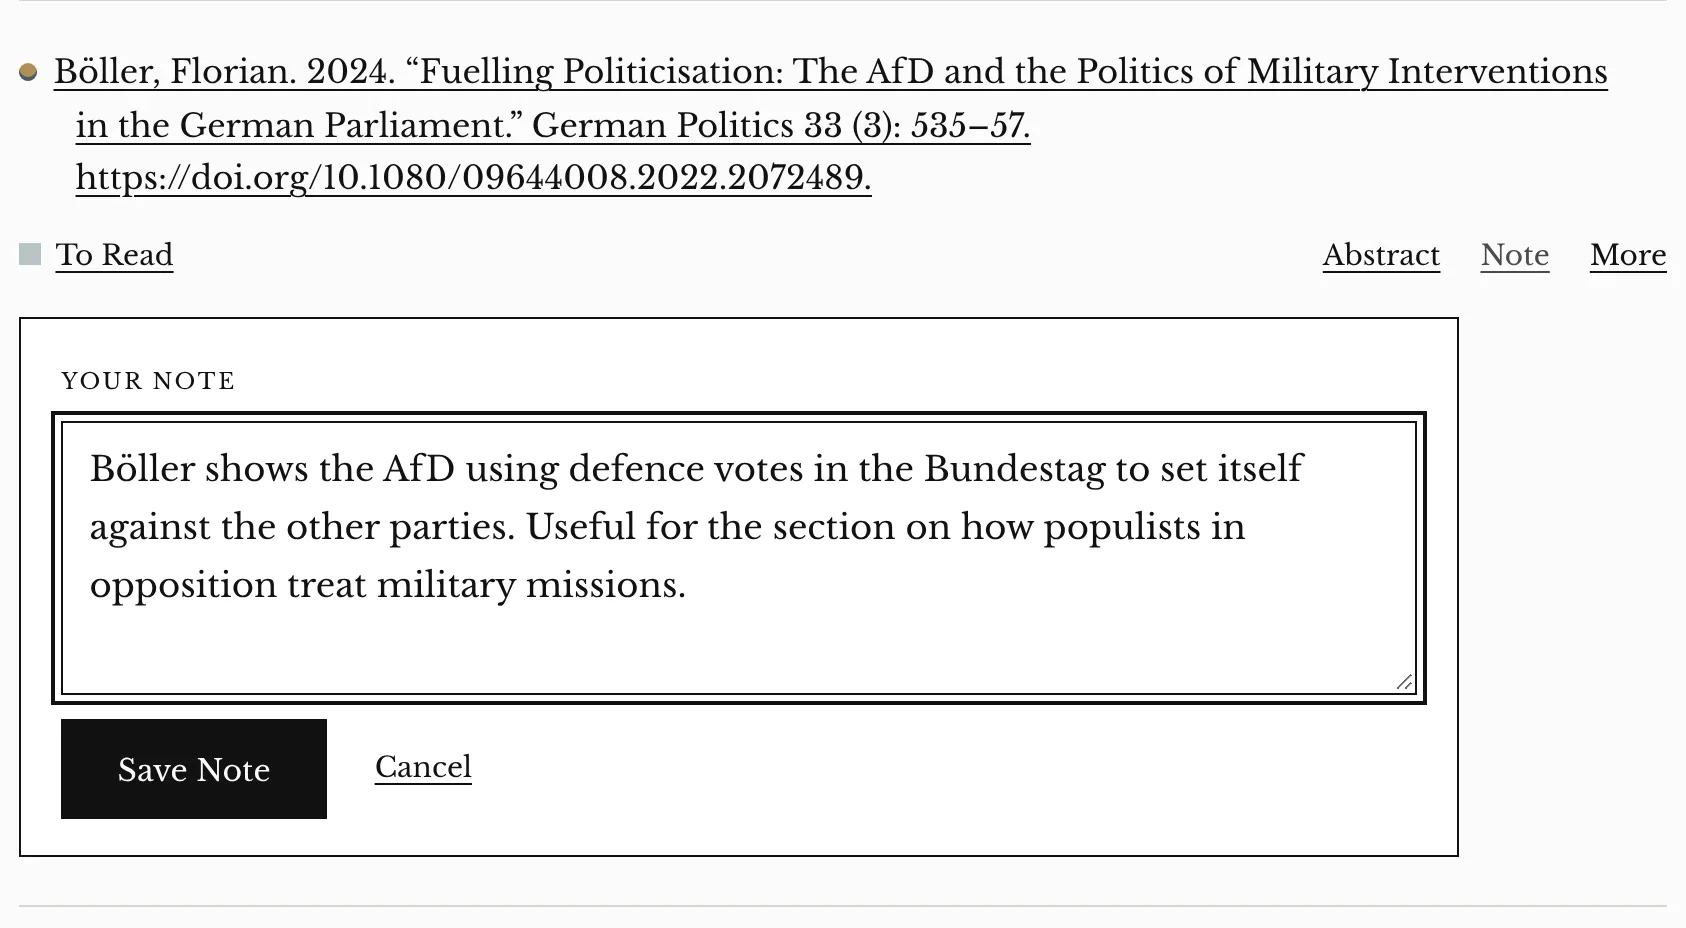 Böller, Florian. 2024. “Fuelling Politicisation: The AfD and the Politics of Military Interventions
in the German Parliament.” German Politics 33 (3): 535–57.
https://doi.org/10.1080/09644008.2022.2072489.
To Read
Abstract
Note
More
YOUR NOTE
Böller shows the AfD using defence votes in the Bundestag to set itself
against the other parties. Useful for the section on how populists in
opposition treat military missions.
Save Note
Cancel